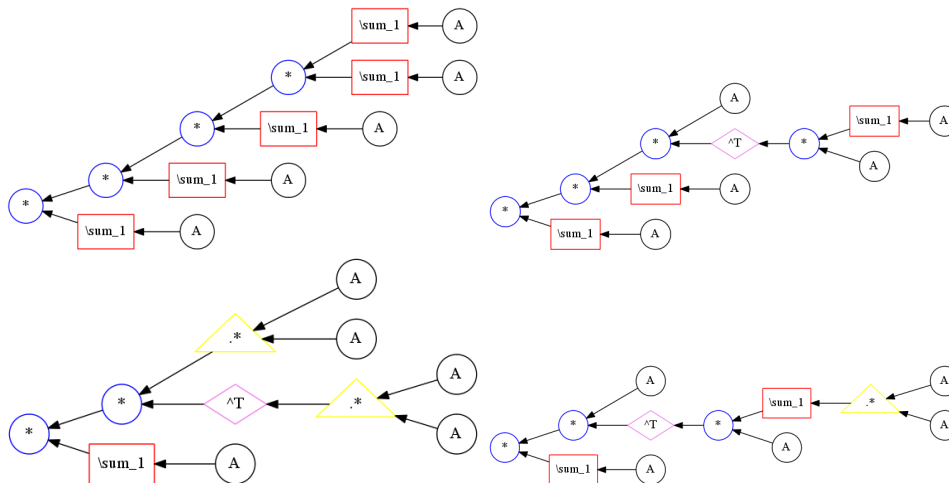 \sum_1 A
* \sum_1 A
* \sum_1 A
* \sum_1 A
*
\sum_1 A
A
\sum_1 A
* ^T *
A
* \sum_1 A
*
\sum_1 A
A
.* A
A
* ^T .*
A
*
\sum_1 A
A A
\sum_1 .*
* ^T * A
* A
\sum_1 A